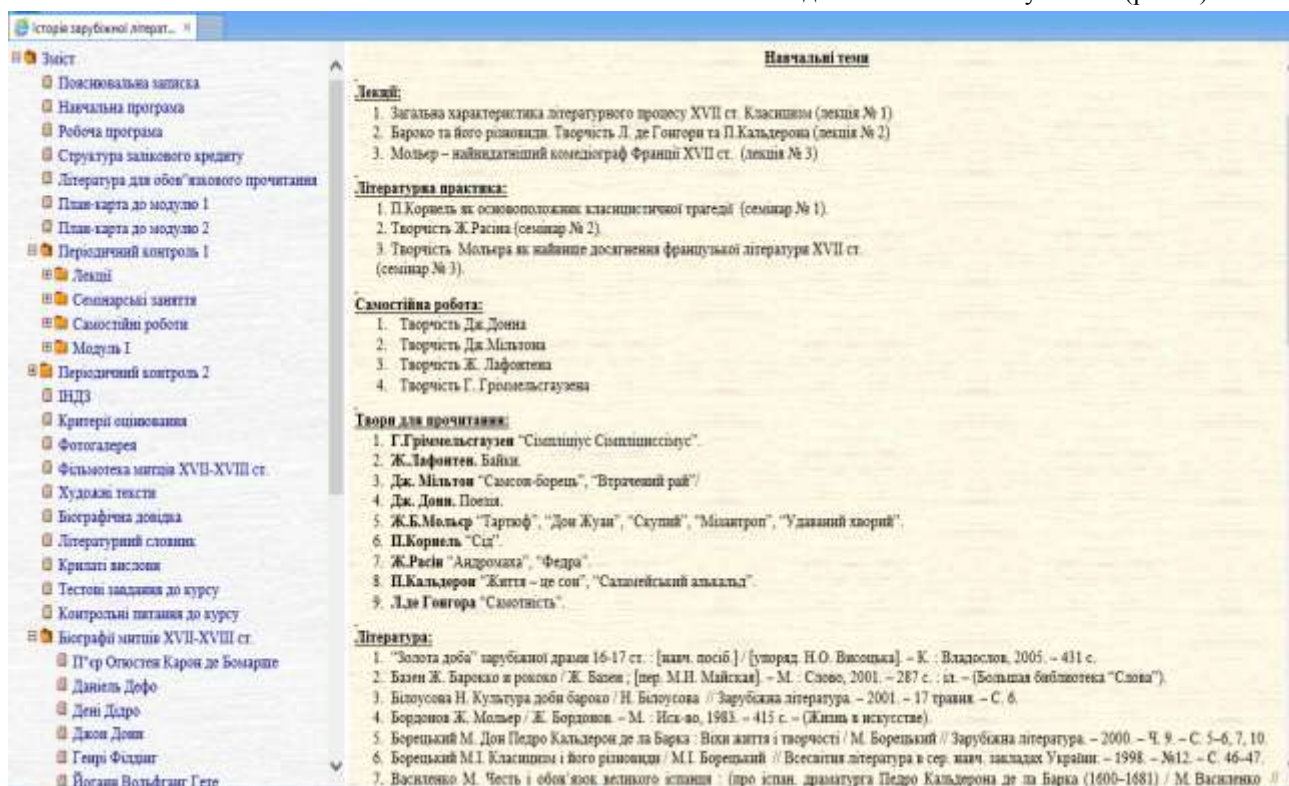 Історія зарубіжної літерат...
Зміст
Пояснювальна записка
Навчальна програма
Робоча програма
Структура залікового кредиту
Література для обов"язкового прочитання
План-карта до модулю 1
План-карта до модулю 2
Періодичний контроль 1
Лекції
Семінарські заняття
Самостійні роботи
Модуль I
Періодичний контроль 2
ІНДЗ
Критерії оцінювання
Фотогалерея
Фільмотека митців XVII-XVIII ст.
Художні тексти
Біографічна довідка
Літературний словник
Крилаті вислови
Тестові завдання до курсу
Контрольні питання до курсу
Біографії митців XVII-XVIII ст.
П"єр Огюстен Карон де Бомарше
Даніель Дефо
Дені Дідро
Джон Донн
Генрі Філдінг
Йоганн Вольфганг Гете
Навчальні теми
Лекції:
1. Загальна характеристика літературного процесу XVII ст. Класицизм (лекція № 1)
2. Бароко та його різновиди. Творчість Л. де Гонгори та П.Кальдерона (лекція № 2)
3. Мольєр – найвидатніший комедіограф Франції XVII ст. (лекція № 3)
Літературна практика:
1. П.Корнель як основоположник класицистичної трагедії (семінар № 1).
2. Творчість Ж.Расіна (семінар № 2).
3. Творчість Мольєра як найвище досягнення французької літератури XVII ст.
(семінар № 3).
Самостійна робота:
1. Творчість Дж.Донна
2. Творчість Дж.Мільтона
3. Творчість Ж. Лафонтена
4. Творчість Г. Гріммельсгаузена
Твори для прочитання:
1. Г.Гріммельсгаузен “Сімпліціус Сімпліциссімус”.
2. Ж.Лафонтен. Байки.
3. Дж. Мільтон “Самсон-борець”, “Втрачений рай”/
4. Дж. Донн. Поезія.
5. Ж.Б.Мольєр “Тартюф”, “Дон Жуан”, “Скупий”, “Мізантроп”, “Удаваний хворий”.
6. П.Корнель “Сід”.
7. Ж.Расін “Андромаха”, “Федра”.
8. П.Кальдерон “Життя – це сон”, “Саламейський алькальд”.
9. Л.де Гонгора “Самотність”.
Література:
1. “Золота доба” зарубіжної драми 16-17 ст. : [навч. посіб.] / [упоряд. Н.О. Висоцька]. – К. : Владослов, 2005. – 431 с.
2. Базен Ж. Барокко и рококо / Ж. Базен ; [пер. М.Н. Майская]. – М. : Слово, 2001. – 287 с. : ил. – (Большая библиотека “Слова”).
3. Білоусова Н. Культура доби бароко / Н. Білоусова // Зарубіжна література. – 2001. – 17 травня. – С. 6.
4. Бордонов Ж. Мольер / Ж. Бордонов. – М. : Иск-во, 1983. – 415 с. – (Жизнь в искусстве).
5. Борецький М. Дон Педро Кальдерон де ла Барка : Віхи життя і творчості / М. Борецький // Зарубіжна література. – 2000. – Ч. 9. – С. 5–6, 7, 10.
6. Борецький М.І. Класицизм і його різновиди / М.І. Борецький // Всесвітня література в сер. навч. закладах України. – 1998. – №12. – С. 46–47.
7. Василенко М. Честь і обов'язок великого іспанця : (про іспан. драматурга Педро Кальдерона де ла Барка (1600–1681) / М. Василенко //